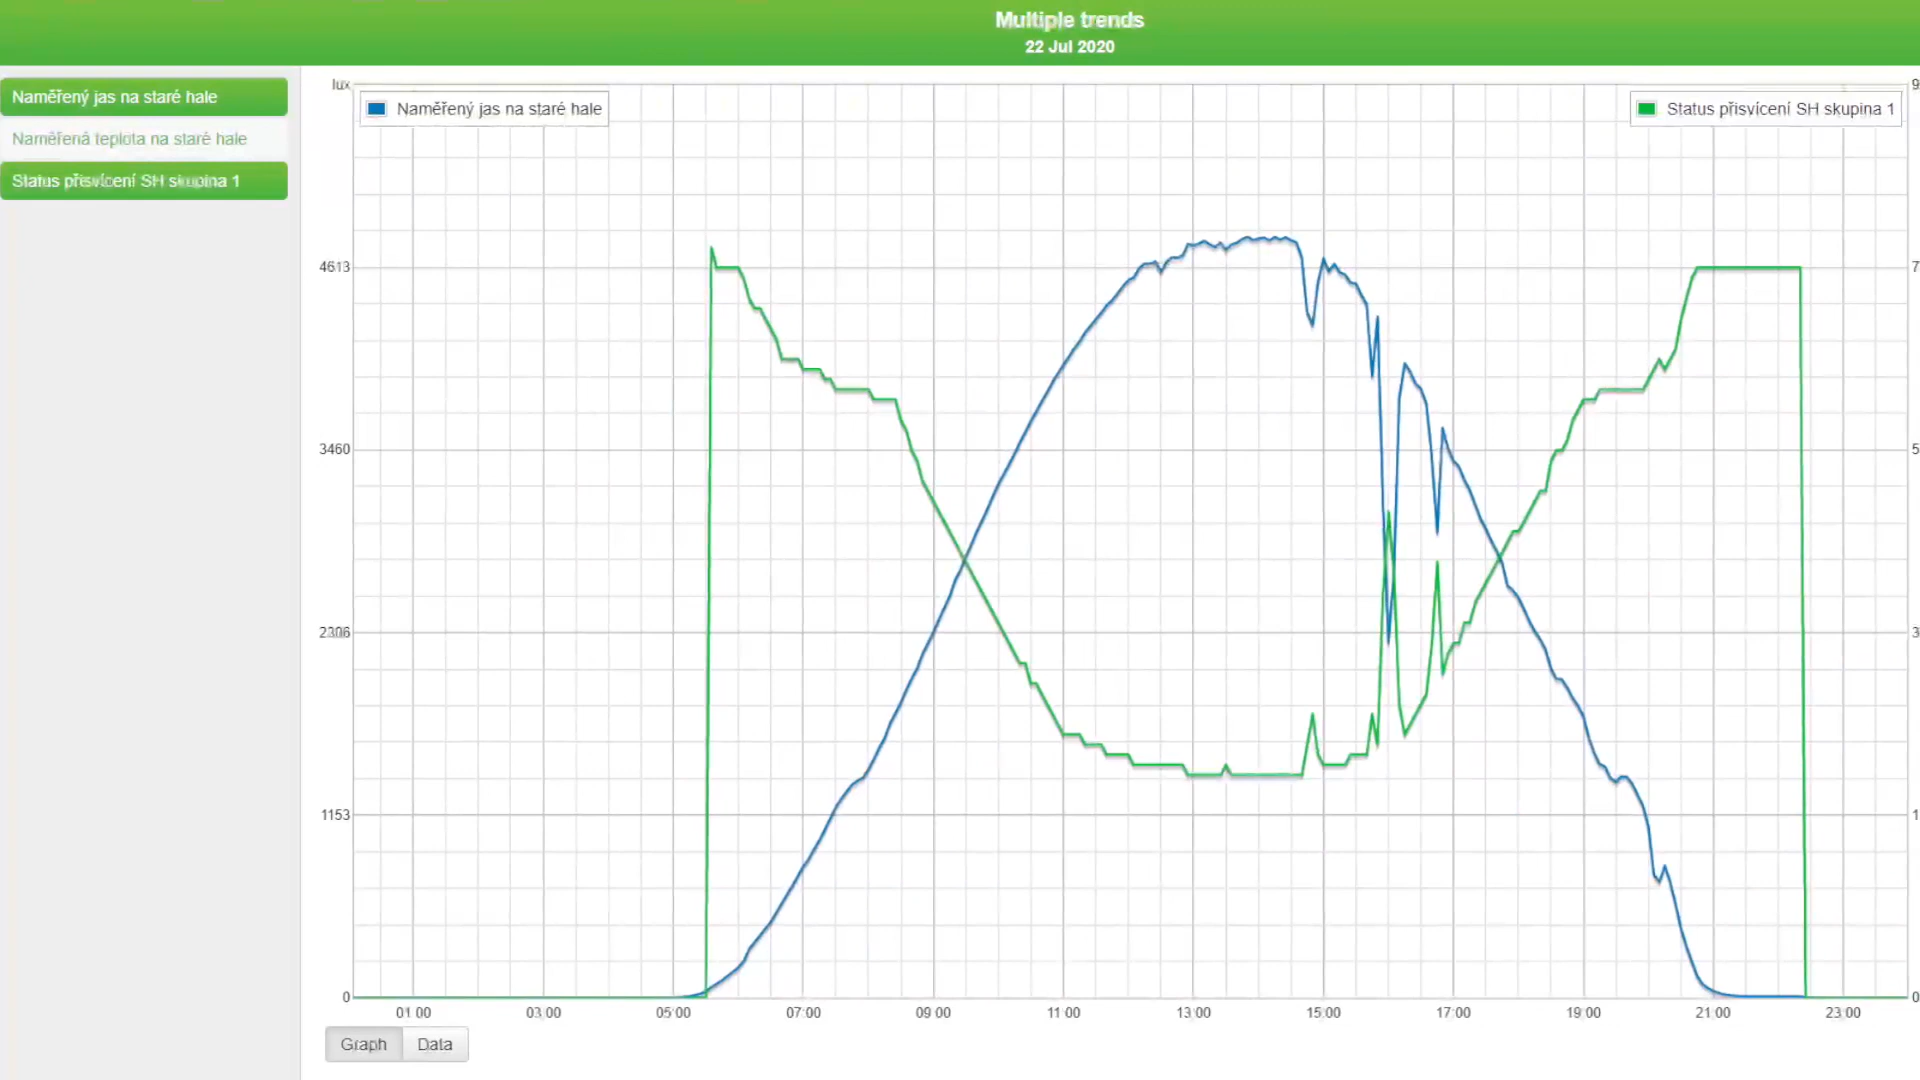 Multiple trends
22 Jul 2020
Naměřený jas na staré hale
Naměřená teplota na staré hale
Status přisvícení SH skupina 1
lux
Naměřený jas na staré hale
Status přisvícení SH skupina 1
4613
3460
2306
1153
0
9
7
5
3
1
0
01:00 03:00 05:00 07:00 09:00 11:00 13:00 15:00 17:00 19:00 21:00 23:00
Graph Data